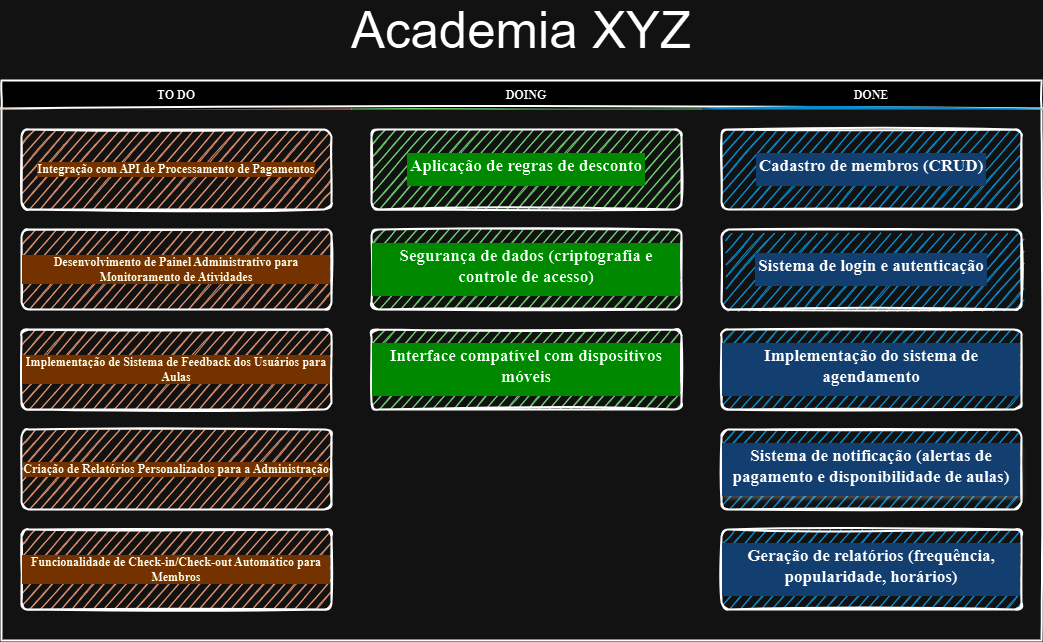 Academia XYZ
TO DO
Integração com API de Processamento de Pagamentos
Desenvolvimento de Painel Administrativo para
Monitoramento de Atividades
Implementação de Sistema de Feedback dos Usuários para
Aulas
Criação de Relatórios Personalizados para a Administração
Funcionalidade de Check-in/Check-out Automático para
Membros
DOING
Aplicação de regras de desconto
Segurança de dados (criptografia e
controle de acesso)
Interface compatível com dispositivos
móveis
DONE
Cadastro de membros (CRUD)
Sistema de login e autenticação
Implementação do sistema de
agendamento
Sistema de notificação (alertas de
pagamento e disponibilidade de aulas)
Geração de relatórios (frequência,
popularidade, horários)